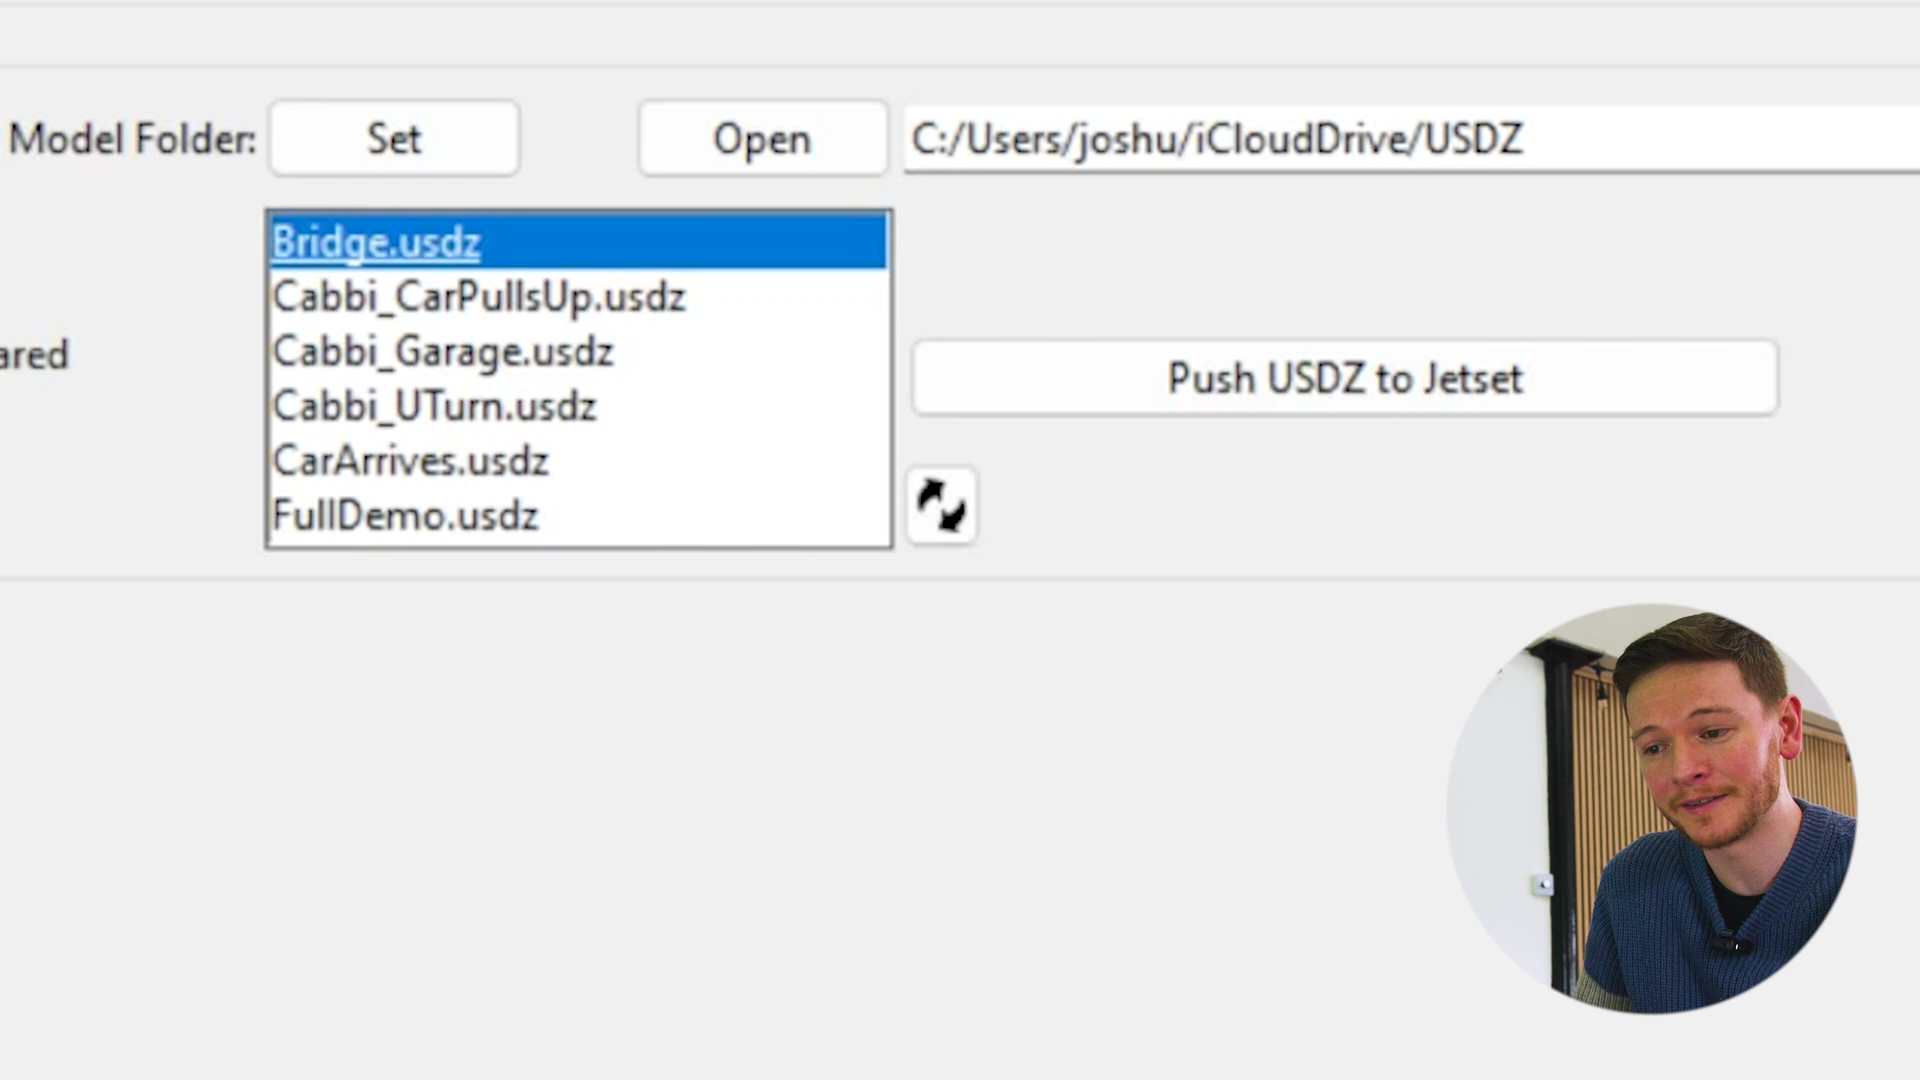 Model Folder: Set Open C:/Users/joshu/iCloudDrive/USDZ
Bridge.usdz
Cabbi_CarPullsUp.usdz
Cabbi_Garage.usdz
ared
Push USDZ to Jetset
Cabbi_UTurn.usdz
CarArrives.usdz
FullDemo.usdz